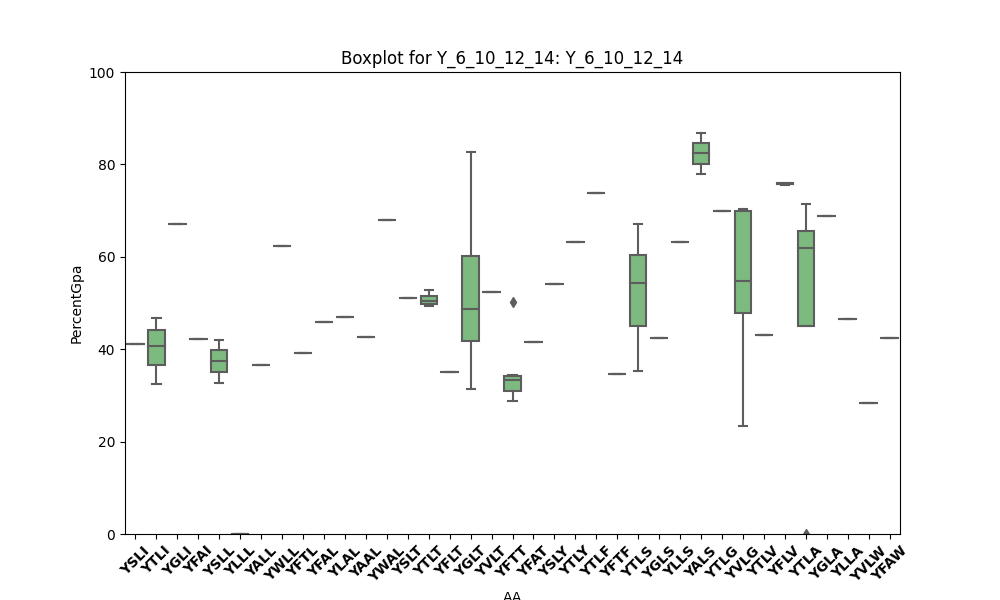 Boxplot for Y_6_10_12_14: Y_6_10_12_14
100
80
60
40
20
0
PercentGpa
YSLI YTLI YGLI YFAI YSLL YLLL YALL YWLL YFTL YFAL YLAL YAAL YWAL YSLT YTLT YFLT YGLT YVLT YFTT YFAT YSLY YTLY YTLF YFTF YTLS YGLS YLLS YALS YTLG YVLG YTLV YFLV YTLA YGLA YLLA YVLW YFAW
AA